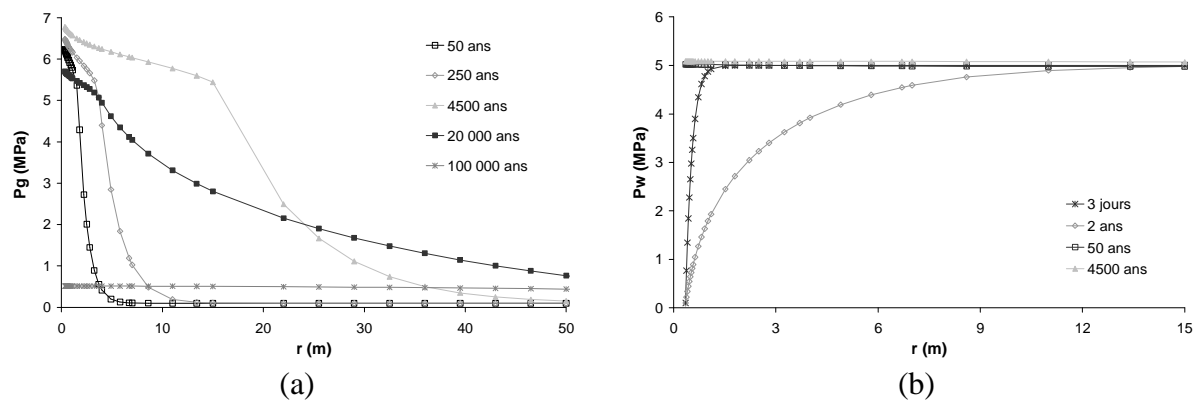 Pg (MPa)
7
6
5
4
3
2
1
0
0 10 20 30 40 50
r (m)
50 ans
250 ans
4500 ans
20 000 ans
100 000 ans
(a)
Pw (MPa)
6
5
4
3
2
1
0
0 3 6 9 12 15
r (m)
3 jours
2 ans
50 ans
4500 ans
(b)